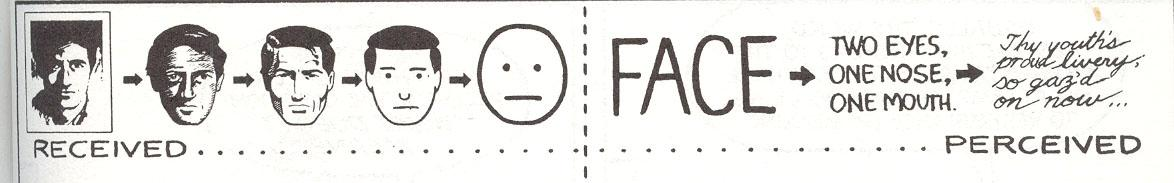 FACE
TWO EYES,
ONE NOSE,
ONE MOUTH.
Thy youth's
proud livery,
so gaz'd
on now...
RECEIVED . . . . . . . . . . . . . . . . . . . . . . . . . . . . . . . . . . . . . . . . . . . PERCEIVED